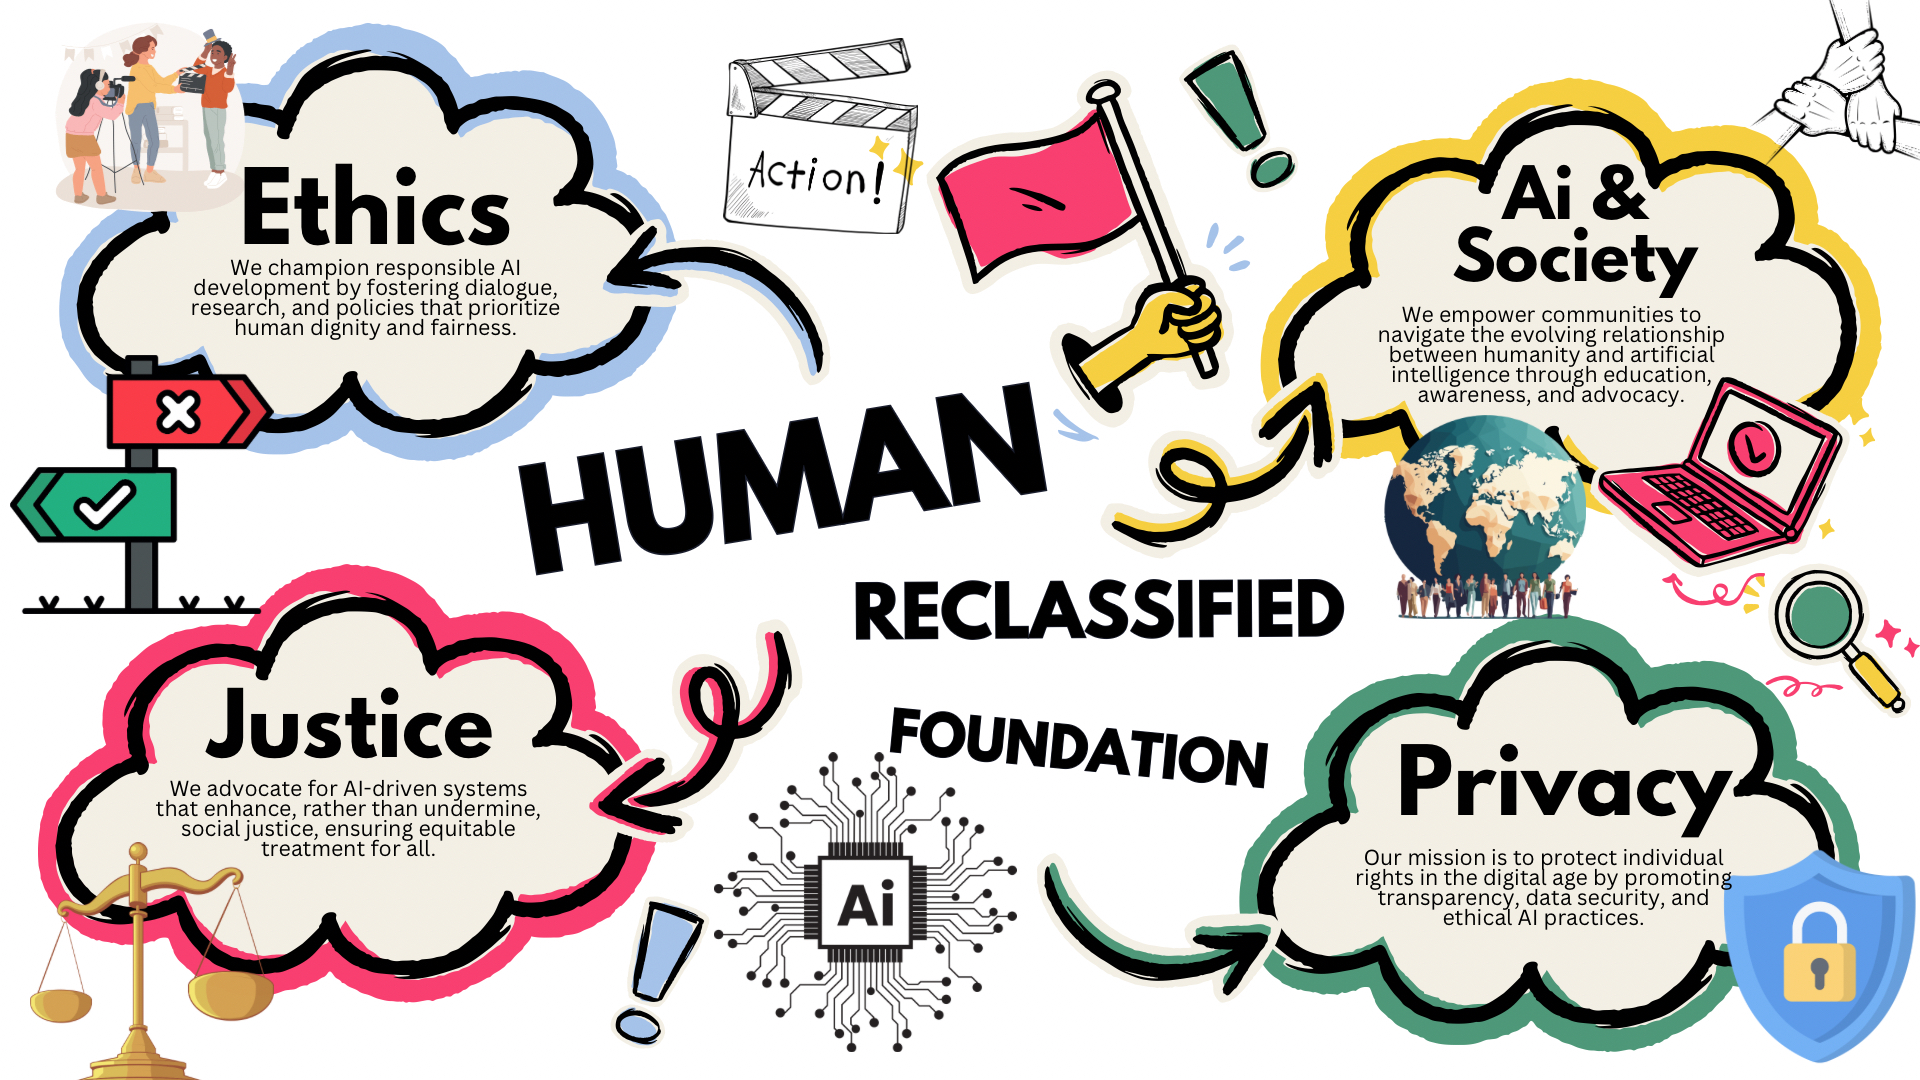 Ethics
We champion responsible AI
development by fostering dialogue,
research, and policies that prioritize
human dignity and fairness.
Action!
Ai &
Society
We empower communities to
navigate the evolving relationship
between humanity and artificial
intelligence through education,
awareness, and advocacy.
HUMAN
RECLASSIFIED
FOUNDATION
Justice
We advocate for AI-driven systems
that enhance, rather than undermine,
social justice, ensuring equitable
treatment for all.
Ai
Privacy
Our mission is to protect individual
rights in the digital age by promoting
transparency, data security, and
ethical AI practices.